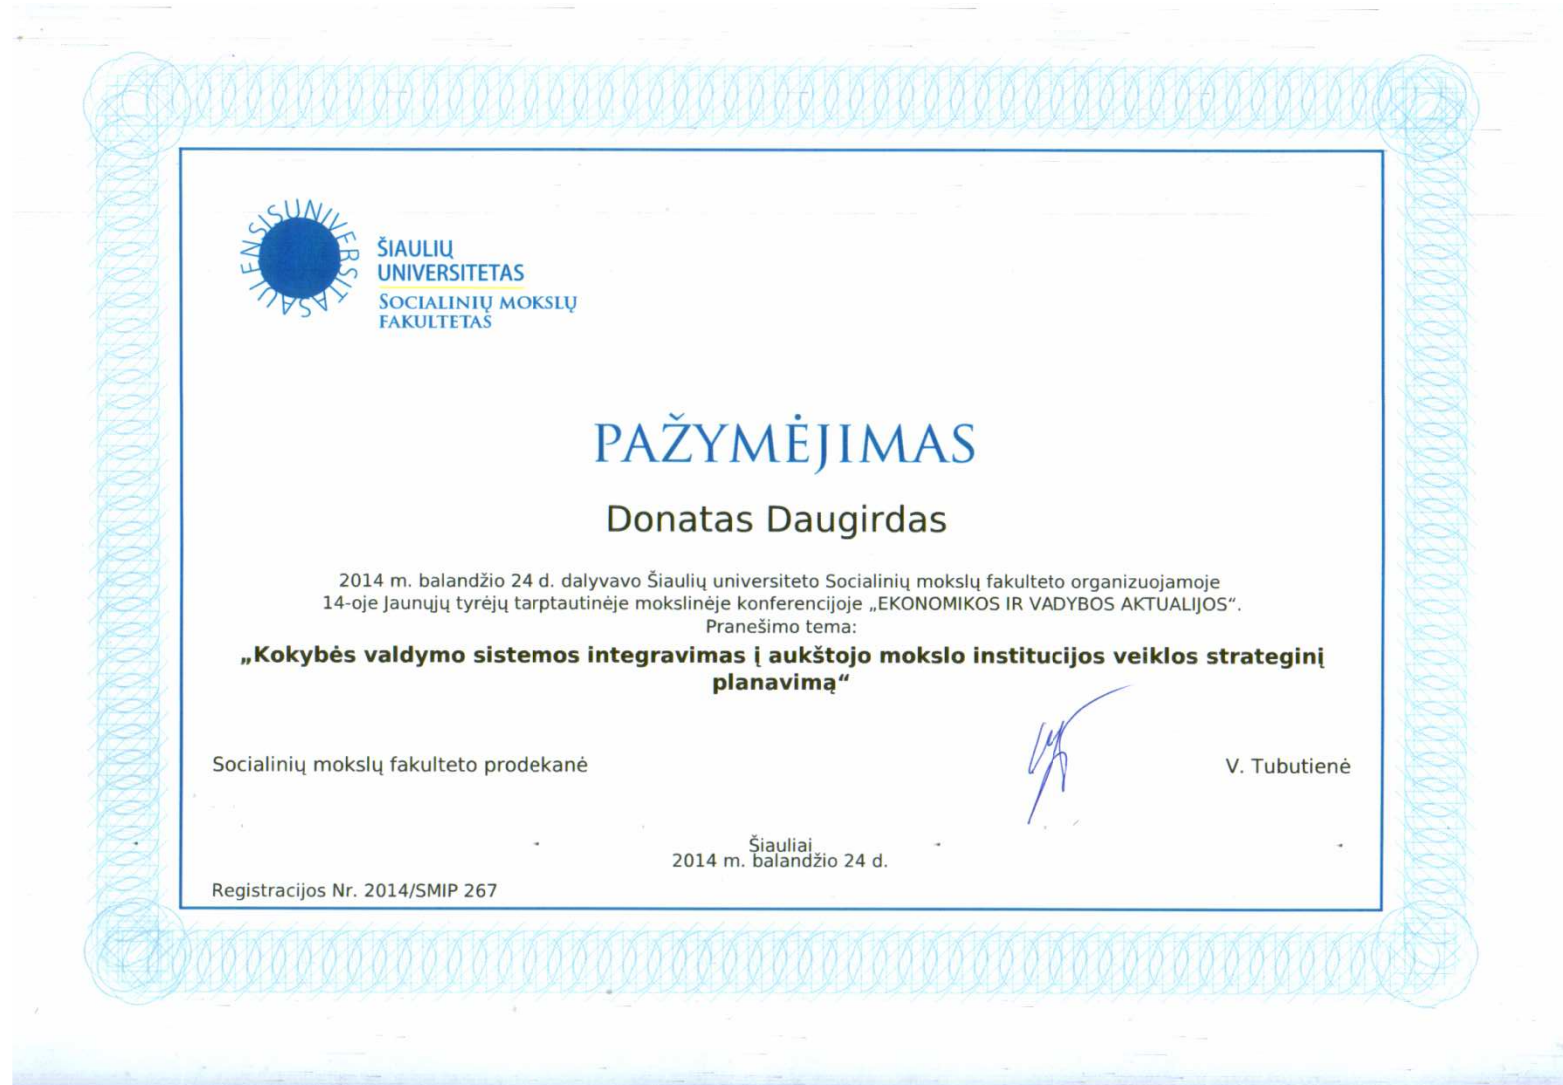 UNIVERSITAS SAULENSIS
ŠIAULIŲ
UNIVERSITETAS
SOCIALINIŲ MOKSLŲ
FAKULTETAS
PAŽYMĖJIMAS
Donatas Daugirdas
2014 m. balandžio 24 d. dalyvavo Šiaulių universiteto Socialinių mokslų fakulteto organizuojamoje
14-oje Jaunųjų tyrėjų tarptautinėje mokslinėje konferencijoje „EKONOMIKOS IR VADYBOS AKTUALIJOS“.
Pranešimo tema:
„Kokybės valdymo sistemos integravimas į aukštojo mokslo institucijos veiklos strateginį
planavimą“
Socialinių mokslų fakulteto prodekanė
V. Tubutienė
Šiauliai
2014 m. balandžio 24 d.
Registracijos Nr. 2014/SMIP 267